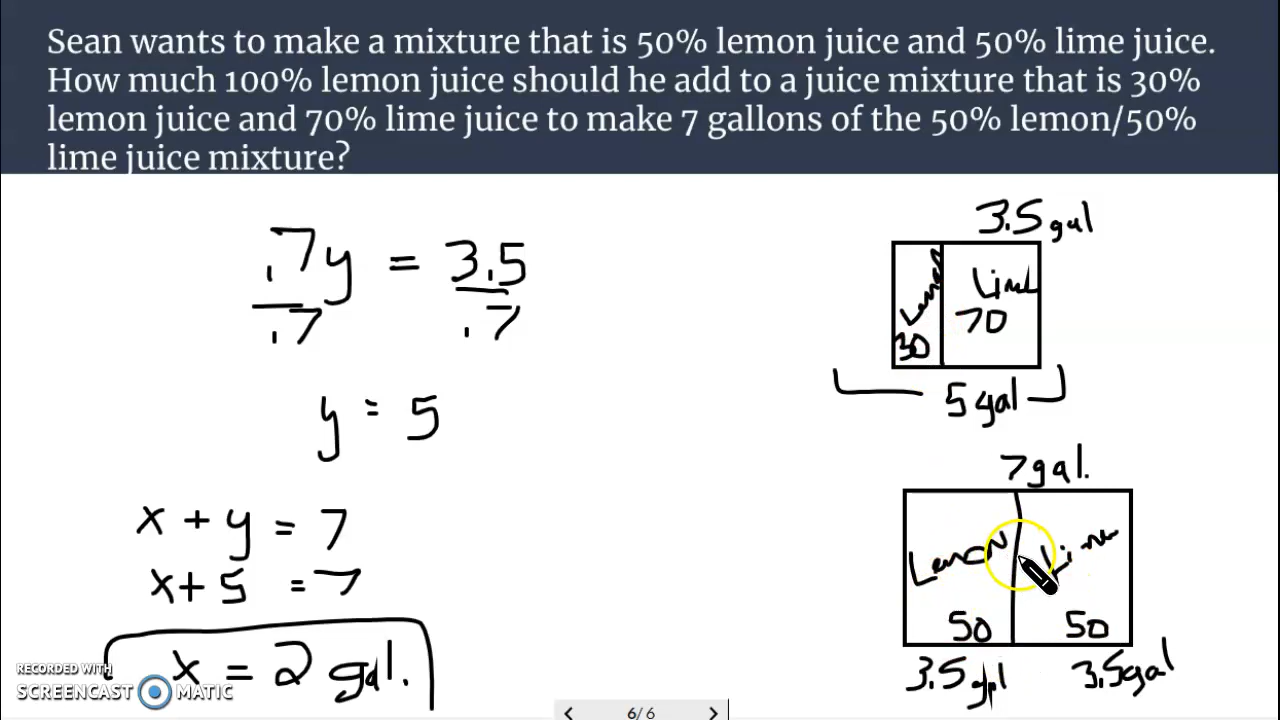 Sean wants to make a mixture that is 50% lemon juice and 50% lime juice.
How much 100% lemon juice should he add to a juice mixture that is 30%
lemon juice and 70% lime juice to make 7 gallons of the 50% lemon/50%
lime juice mixture?
.7y = 3.5
.7 .7
y = 5
x + y = 7
x + 5 = 7
x = 2 gal.
3.5 gal
Lemon Lime
30 70
5 gal
7 gal.
Lemon Lime
50 50
3.5 gal 3.5 gal
RECORDED WITH
SCREENCAST MATIC
6/6